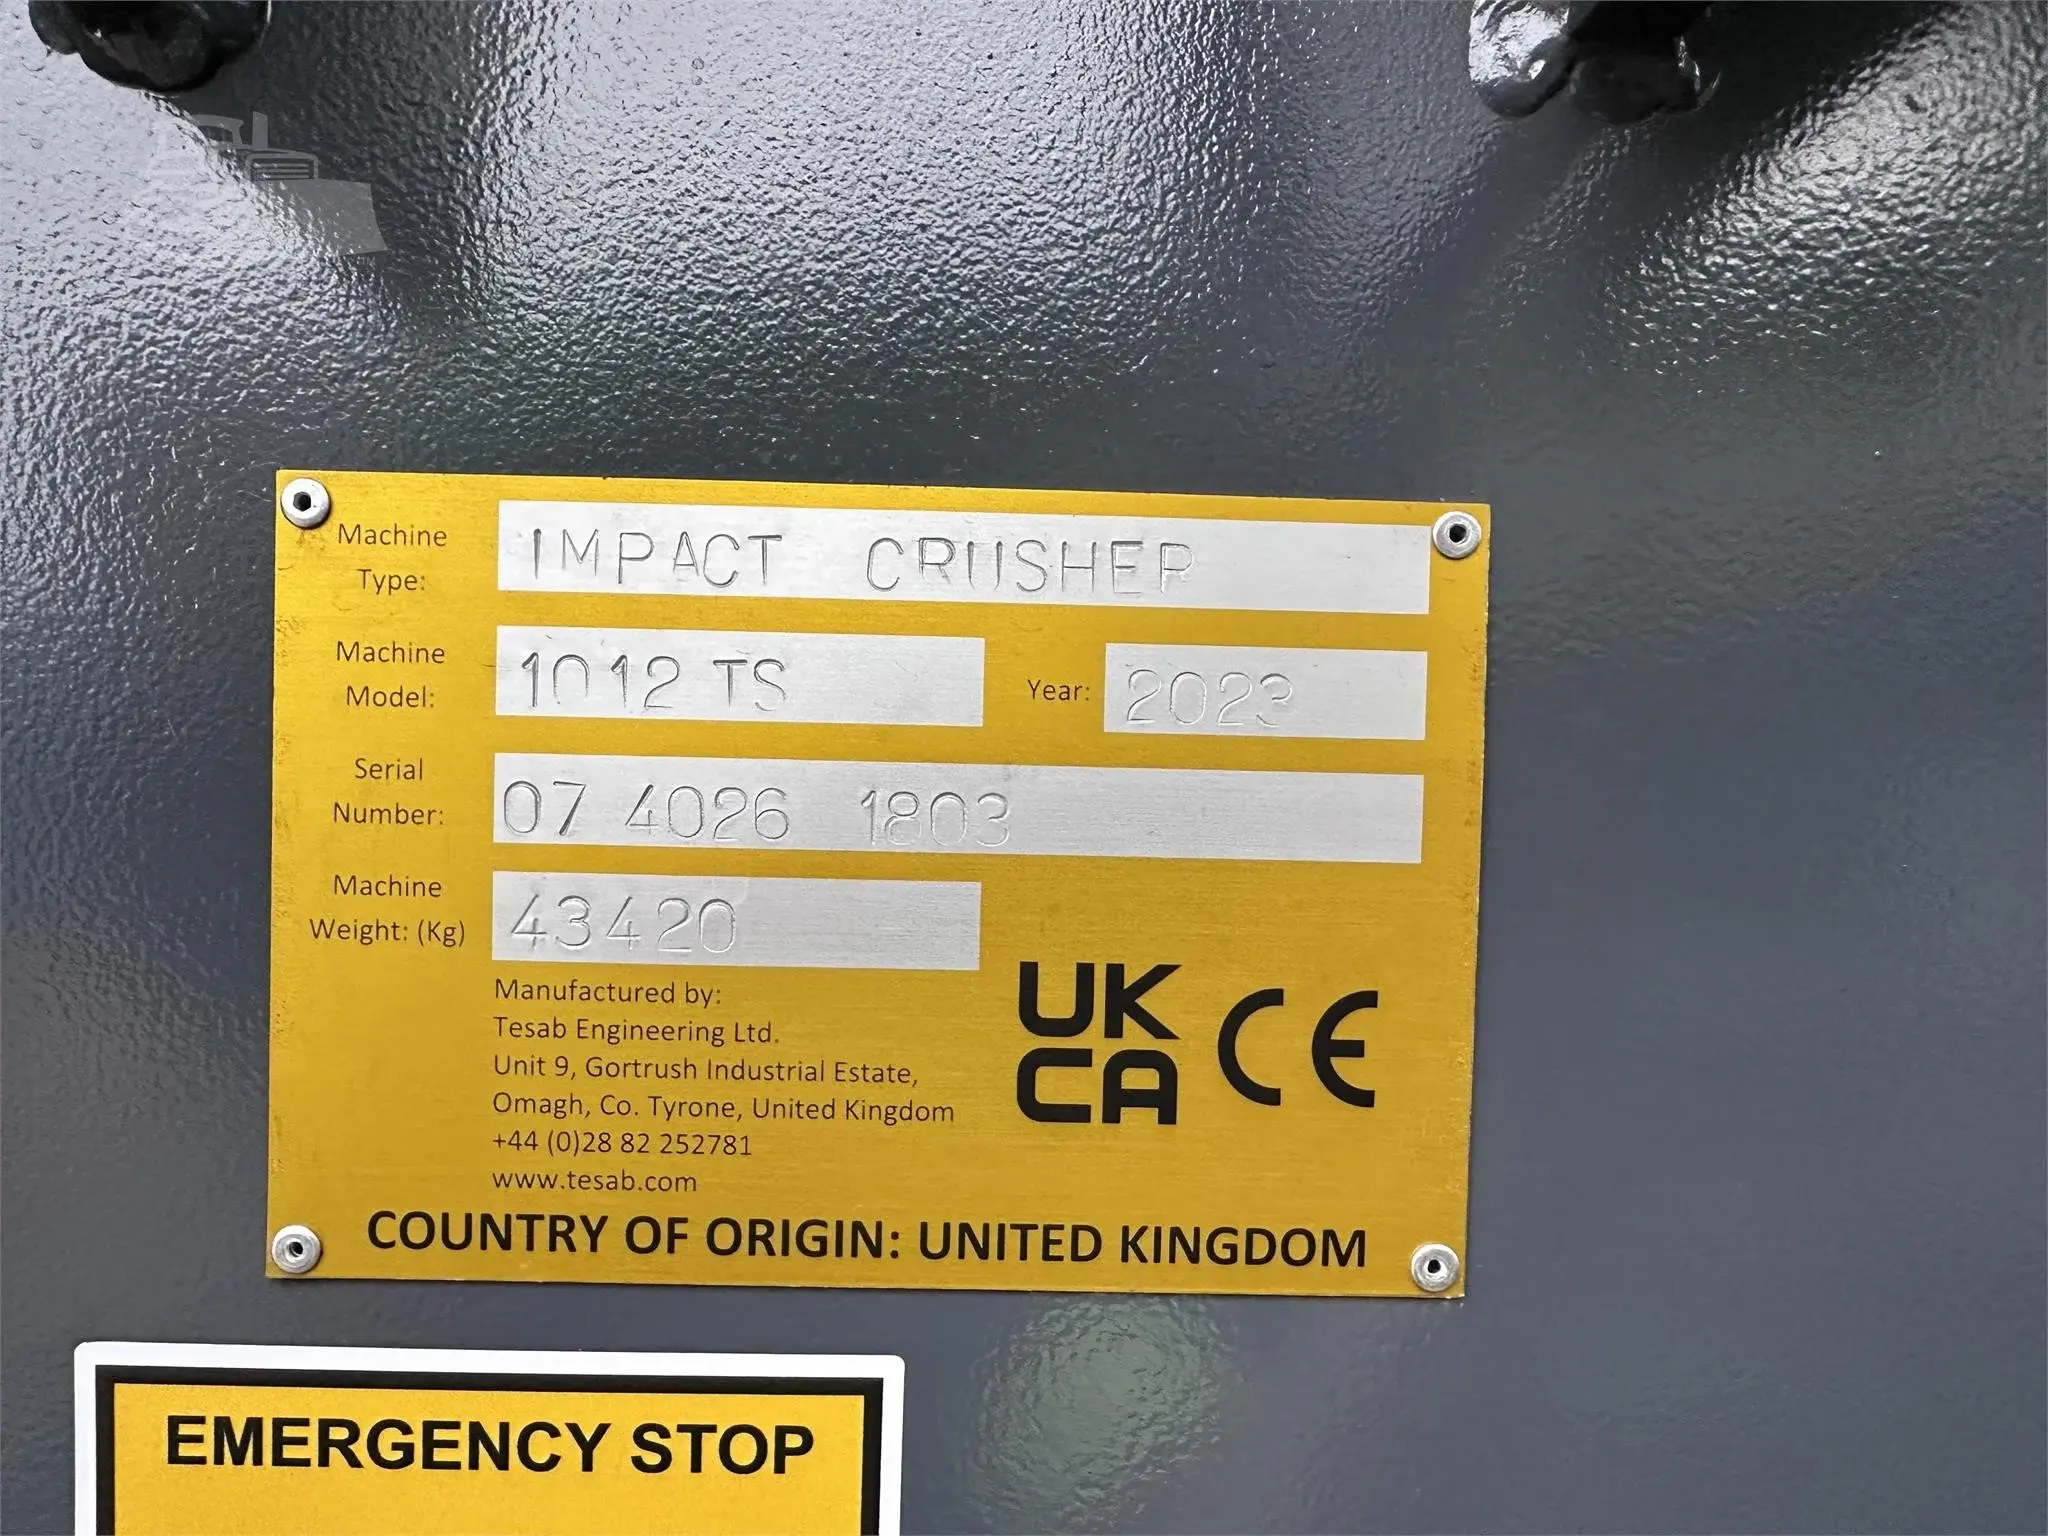 Machine Type: IMPACT CRUSHER
Machine Model: 1012 TS Year: 2023
Serial Number: 07 4026 1803
Machine Weight: (Kg) 43420
Manufactured by:
Tesab Engineering Ltd.
Unit 9, Gortrush Industrial Estate,
Omagh, Co. Tyrone, United Kingdom
+44 (0)28 82 252781
www.tesab.com
UK
CA CE
COUNTRY OF ORIGIN: UNITED KINGDOM
EMERGENCY STOP